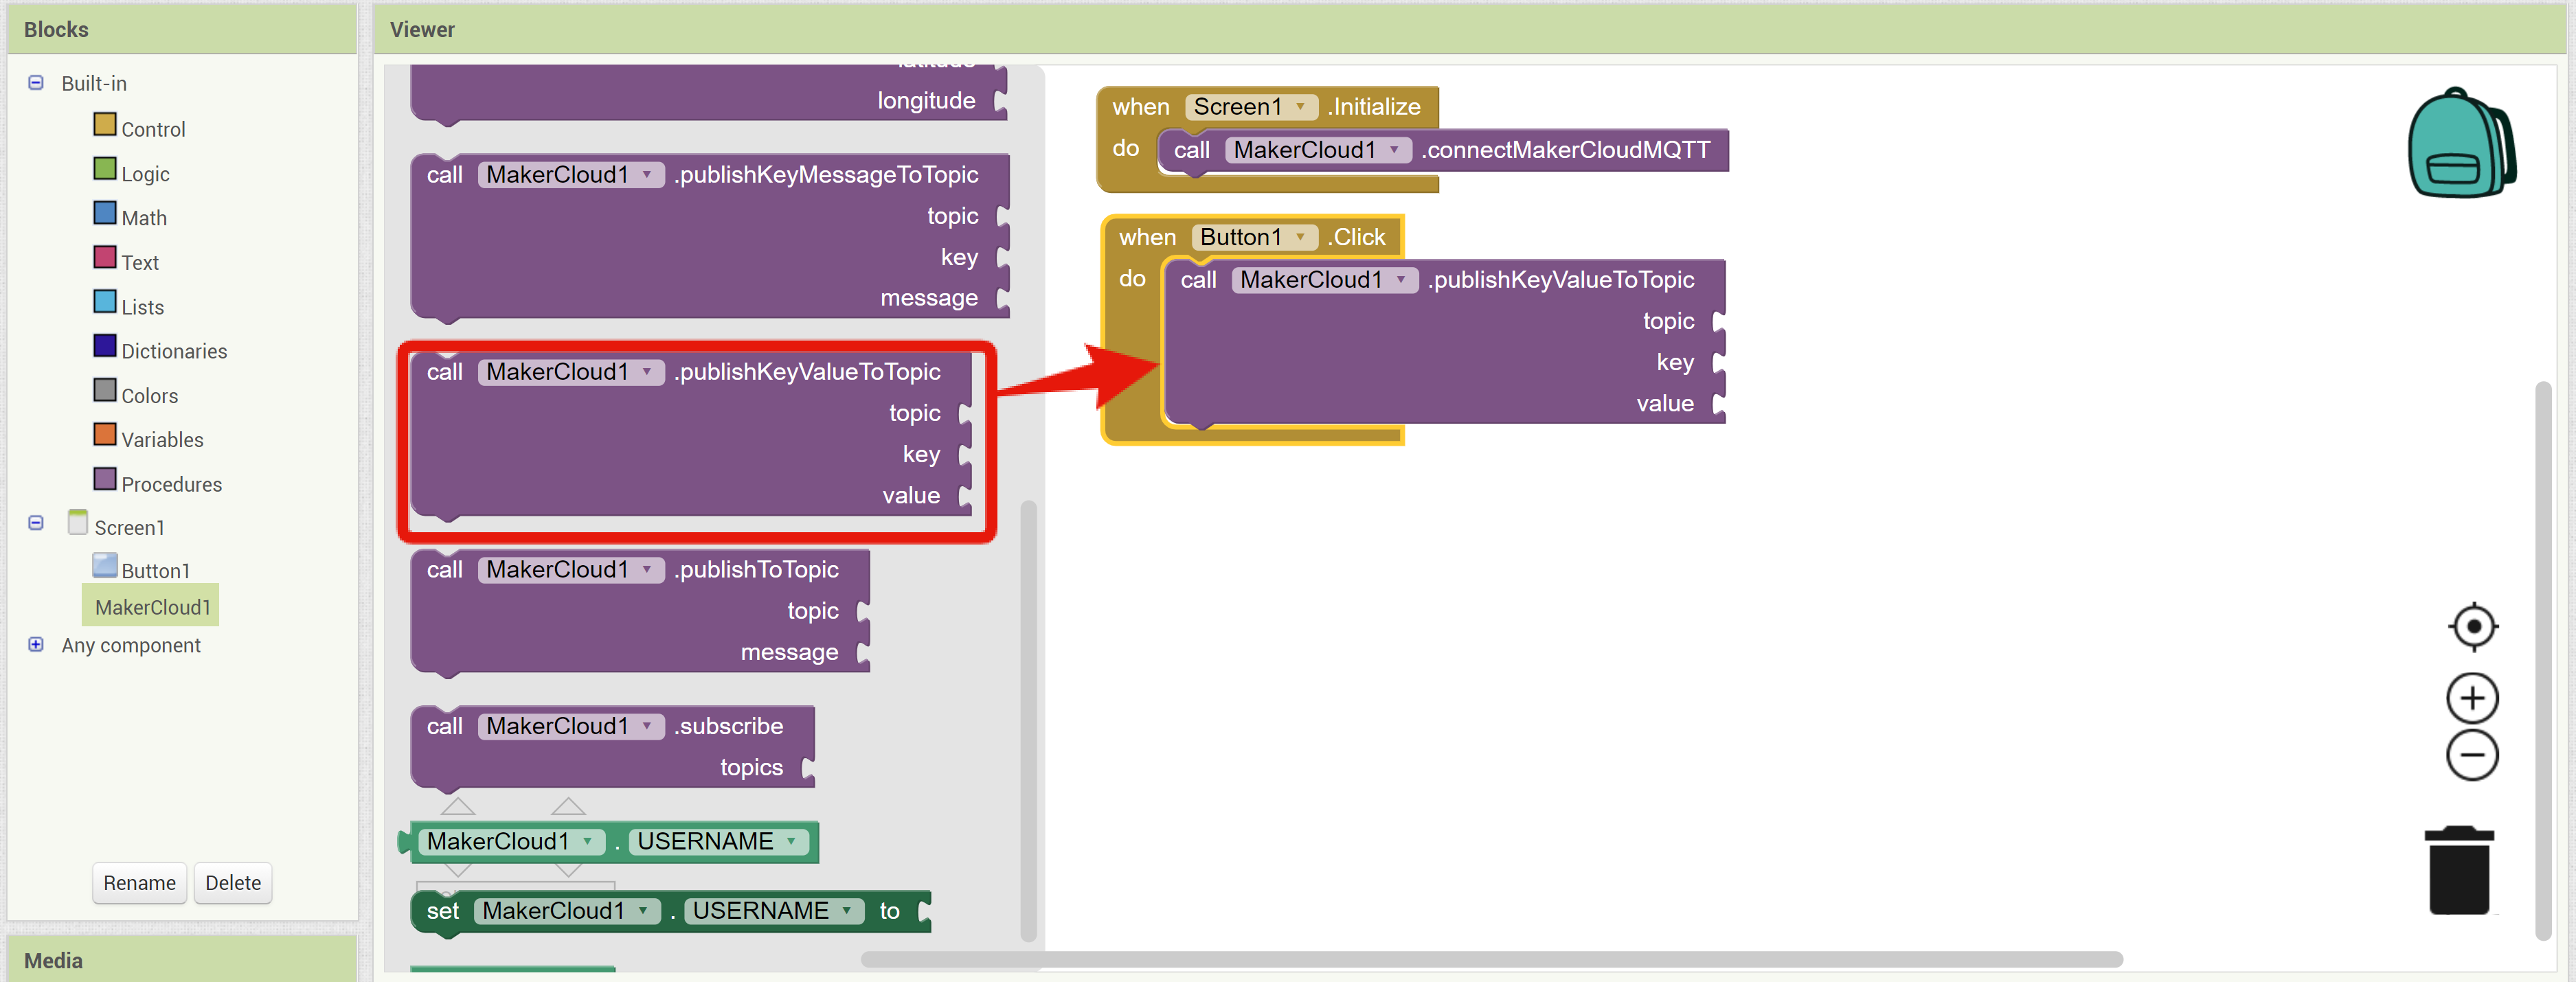 Blocks
Built-in
Control
Logic
Math
Text
Lists
Dictionaries
Colors
Variables
Procedures
Screen1
Button1
MakerCloud1
Any component
Rename
Delete
Media
Viewer
longitude
call MakerCloud1 .publishKeyMessageToTopic
topic
key
message
call MakerCloud1 .publishKeyValueToTopic
topic
key
value
call MakerCloud1 .publishToTopic
topic
message
call MakerCloud1 .subscribe
topics
MakerCloud1 . USERNAME
set MakerCloud1 . USERNAME to
when Screen1 .Initialize
do call MakerCloud1 .connectMakerCloudMQTT
when Button1 .Click
do call MakerCloud1 .publishKeyValueToTopic
topic
key
value